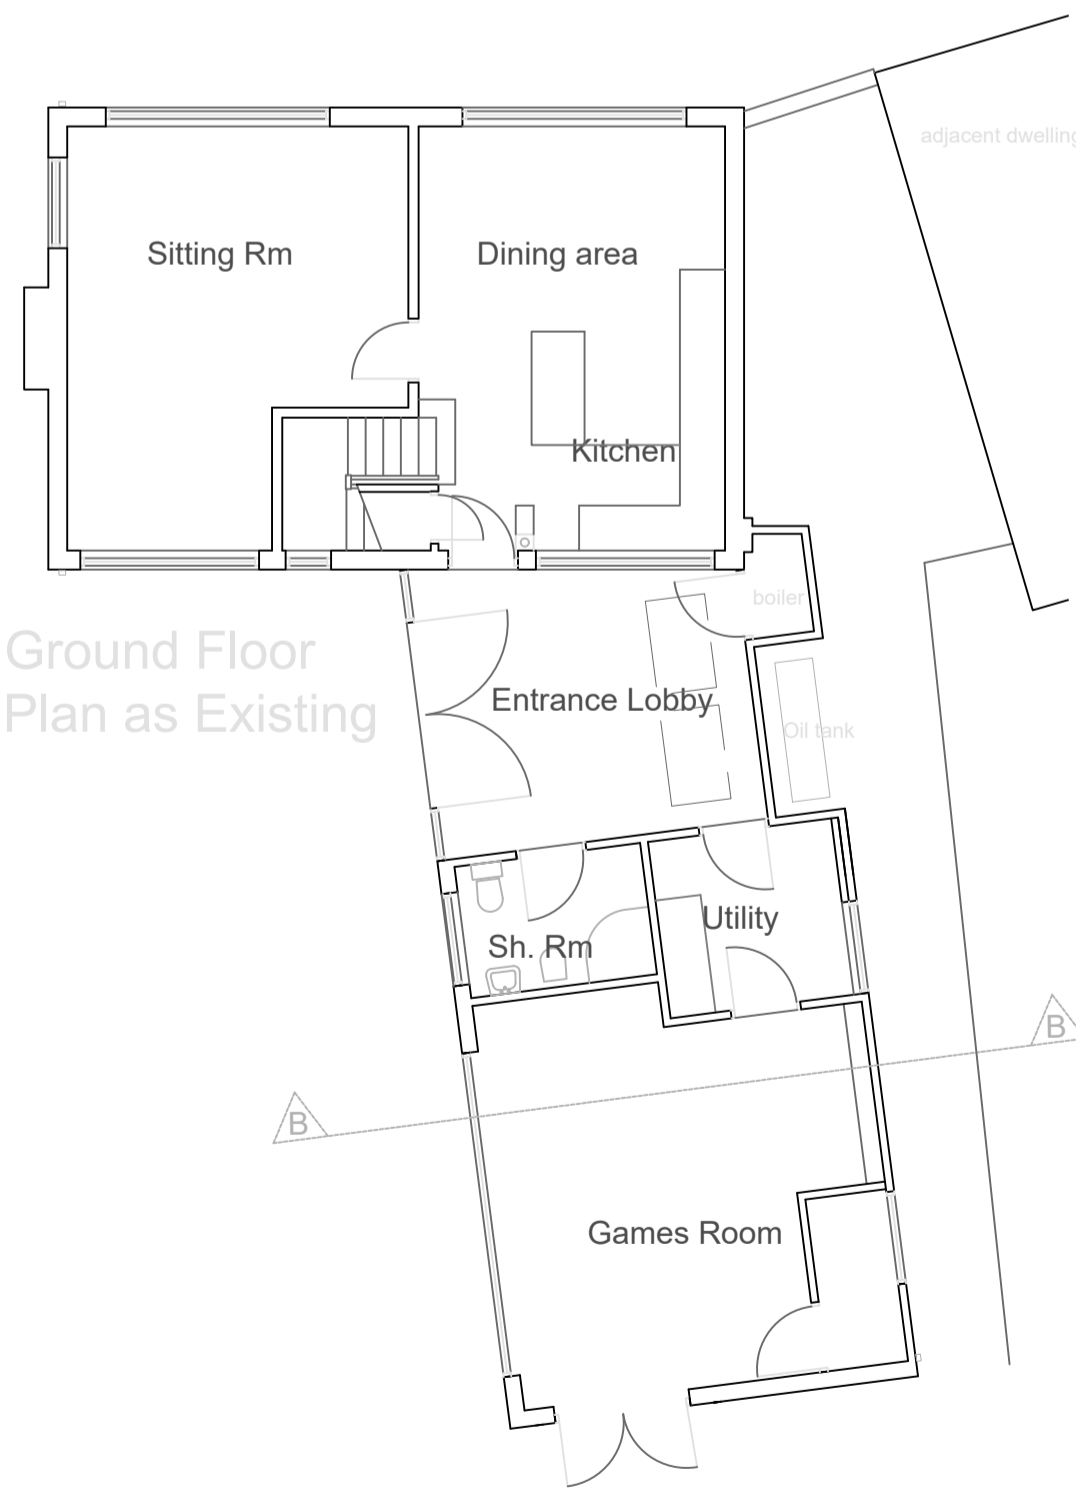 adjacent dwelling
Sitting Rm
Dining area
Kitchen
boiler
Ground Floor
Plan as Existing
Entrance Lobby
Oil tank
Utility
Sh. Rm
B
B
Games Room